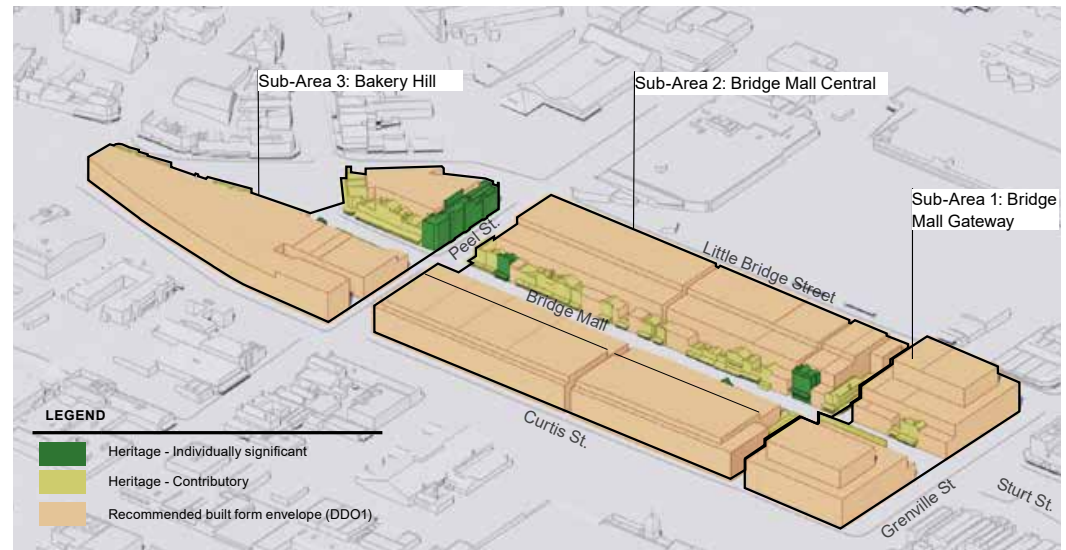 Sub-Area 3: Bakery Hill
Sub-Area 2: Bridge Mall Central
Sub-Area 1: Bridge
Mall Gateway
Peel St.
Little Bridge Street
Bridge Mall
Curtis St.
Grenville St
Sturt St.
LEGEND
Heritage - Individually significant
Heritage - Contributory
Recommended built form envelope (DDO1)